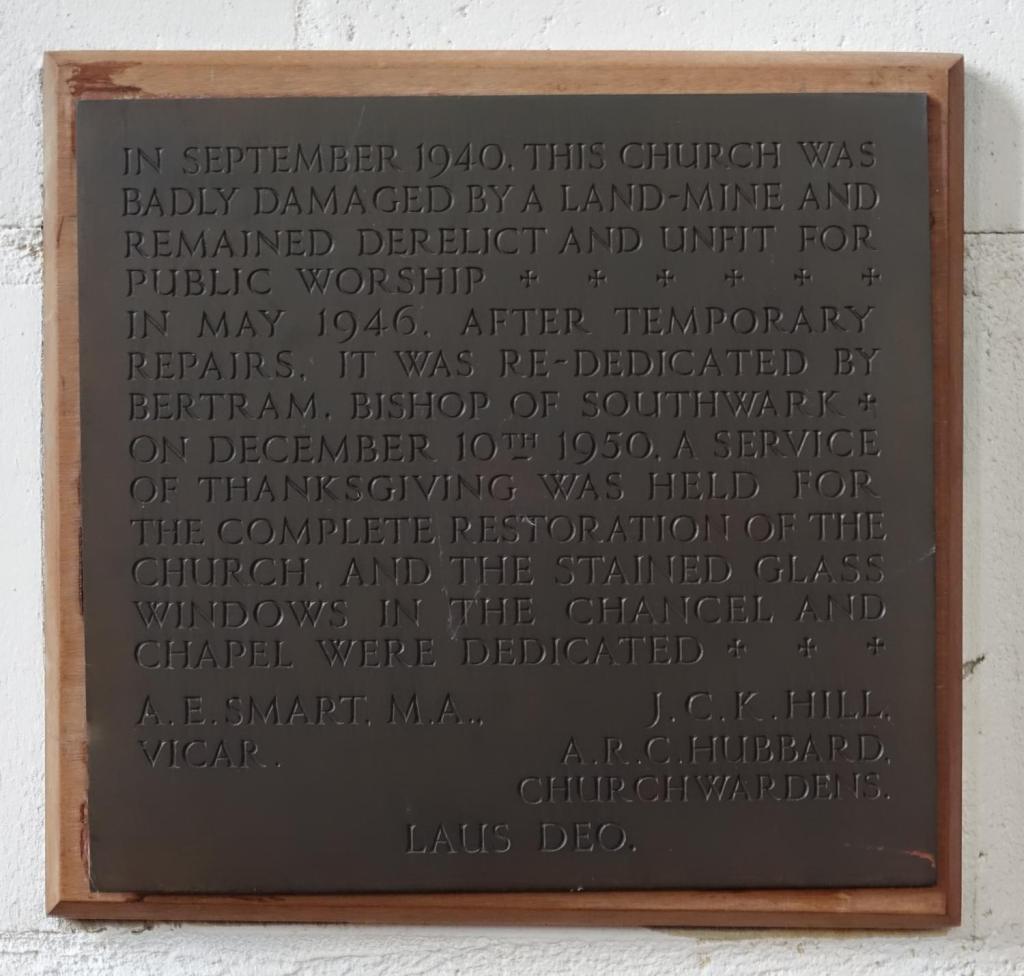 IN SEPTEMBER 1940, THIS CHURCH WAS
BADLY DAMAGED BY A LAND-MINE AND
REMAINED DERELICT AND UNFIT FOR
PUBLIC WORSHIP ✠ ✠ ✠ ✠ ✠ ✠
IN MAY 1946, AFTER TEMPORARY
REPAIRS, IT WAS RE-DEDICATED BY
BERTRAM, BISHOP OF SOUTHWARK ✠
ON DECEMBER 10TH 1950, A SERVICE
OF THANKSGIVING WAS HELD FOR
THE COMPLETE RESTORATION OF THE
CHURCH, AND THE STAINED GLASS
WINDOWS IN THE CHANCEL AND
CHAPEL WERE DEDICATED ✠ ✠ ✠
A.E.SMART, M.A., J.C.K.HILL,
VICAR. A.R.C.HUBBARD,
CHURCHWARDENS.
LAUS DEO.